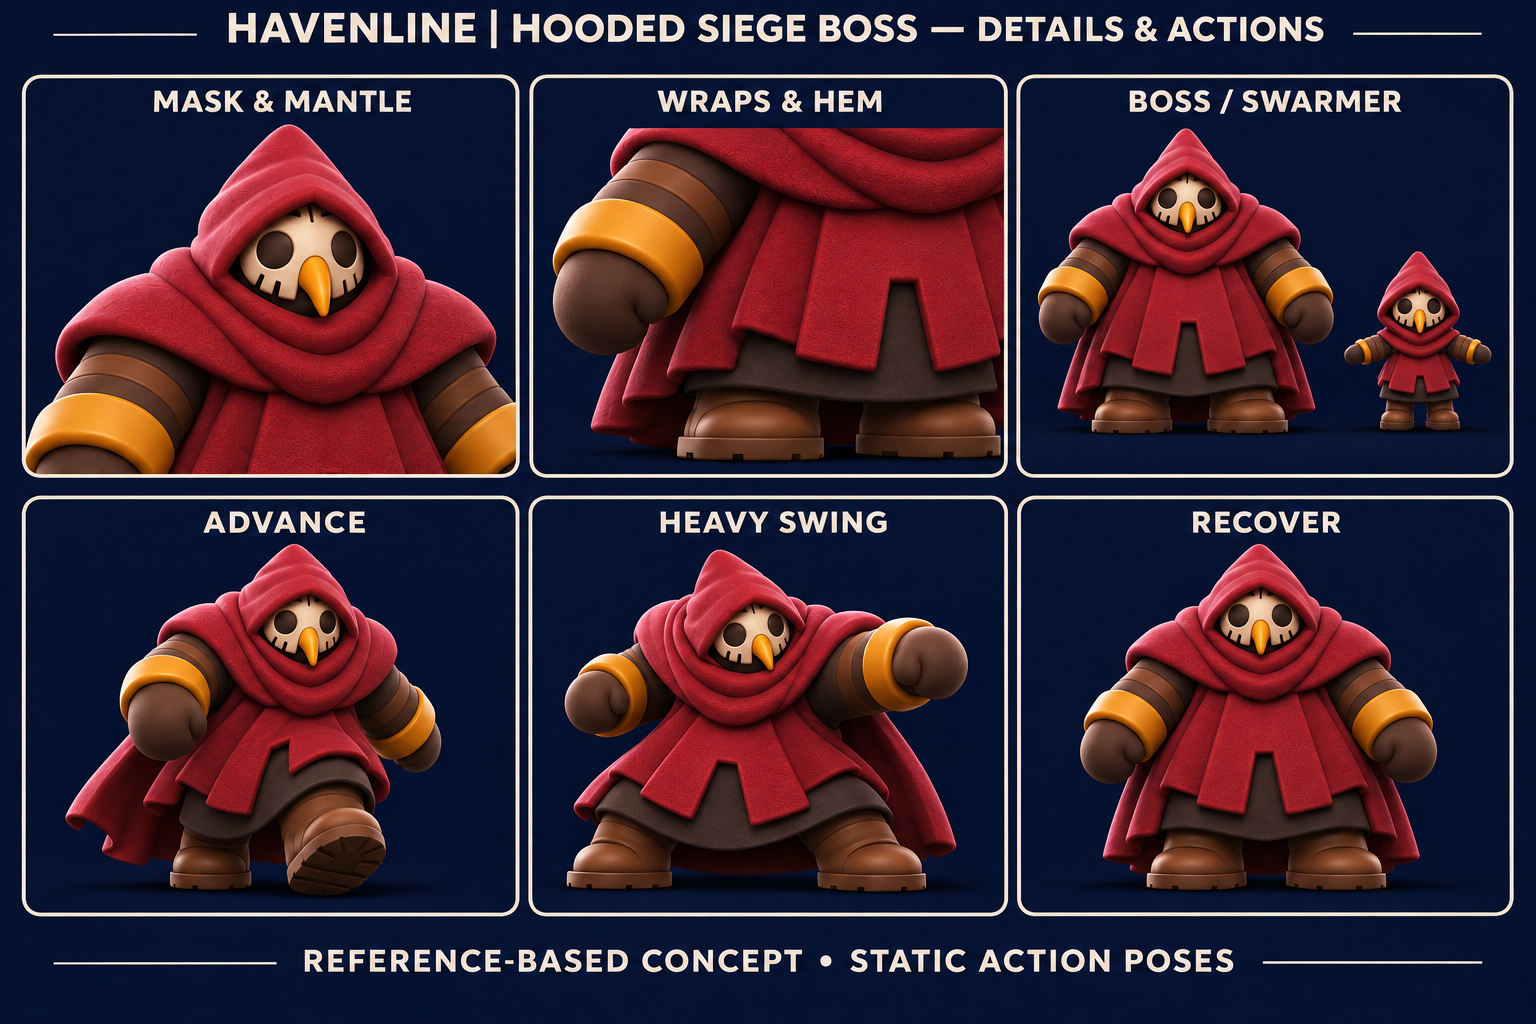 HAVENLINE | HOODED SIEGE BOSS — DETAILS & ACTIONS
MASK & MANTLE
WRAPS & HEM
BOSS / SWARMER
ADVANCE
HEAVY SWING
RECOVER
REFERENCE-BASED CONCEPT • STATIC ACTION POSES